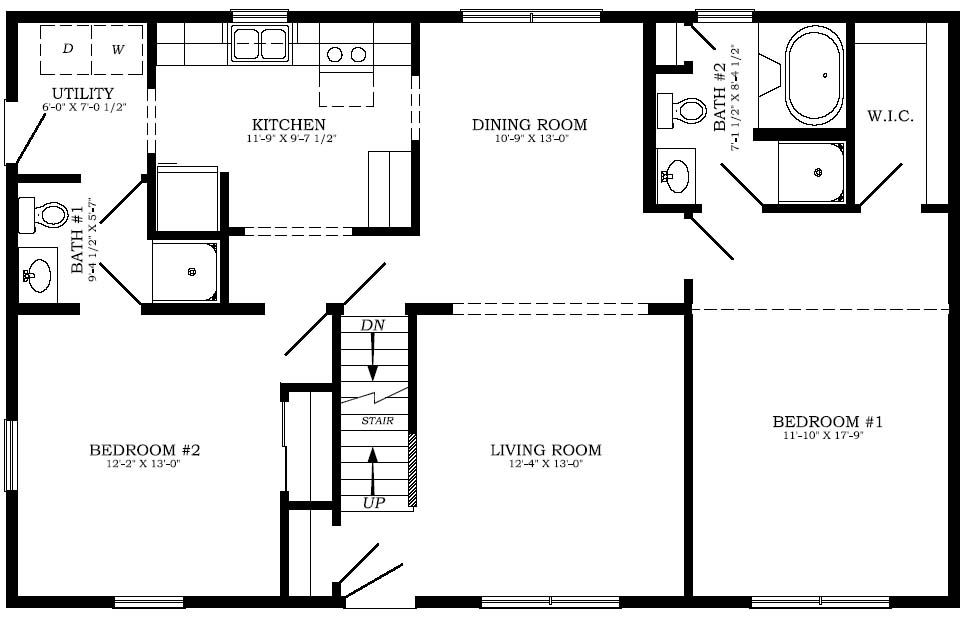 D
W
UTILITY
6'-0" X 7'-0 1/2"
KITCHEN
11'-9" X 9'-7 1/2"
DINING ROOM
10'-9" X 13'-0"
BATH #2
7'-1 1/2" X 8'-4 1/2"
W.I.C.
BATH #1
9'-4 1/2" X 5'-7"
DN
STAIR
UP
BEDROOM #2
12'-2" X 13'-0"
LIVING ROOM
12'-4" X 13'-0"
BEDROOM #1
11'-10" X 17'-9"